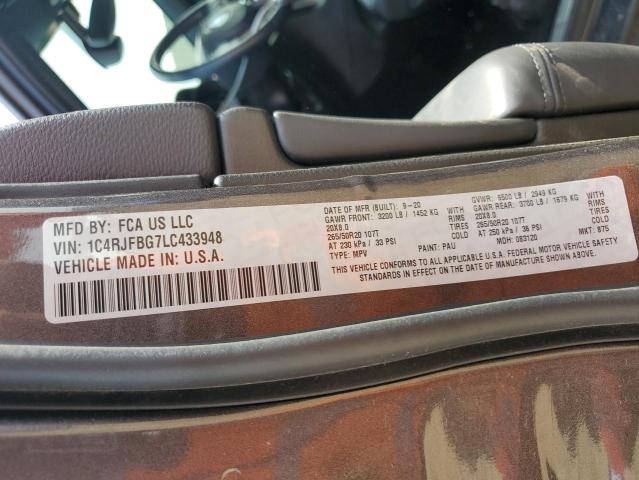 MFD BY: FCA US LLC
VIN: 1C4RJFBG7LC433948
VEHICLE MADE IN: U.S.A.
DATE OF MFR (BUILT): 9-20 GVWR: 6500 LB / 2949 KG
GAWR FRONT: 3200 LB / 1452 KG WITH GAWR REAR: 3700 LB / 1679 KG WITH
20X8.0 RIMS 20X8.0 RIMS
265/50R20 107T TIRES 265/50R20 107T TIRES
AT 230 kPa / 33 PSI COLD AT 250 kPa / 36 PSI COLD
TYPE: MPV PAU MDH: 083120 MKT: 875
THIS VEHICLE CONFORMS TO ALL APPLICABLE U.S.A. FEDERAL MOTOR VEHICLE SAFETY
STANDARDS IN EFFECT ON THE DATE OF MANUFACTURE SHOWN ABOVE.